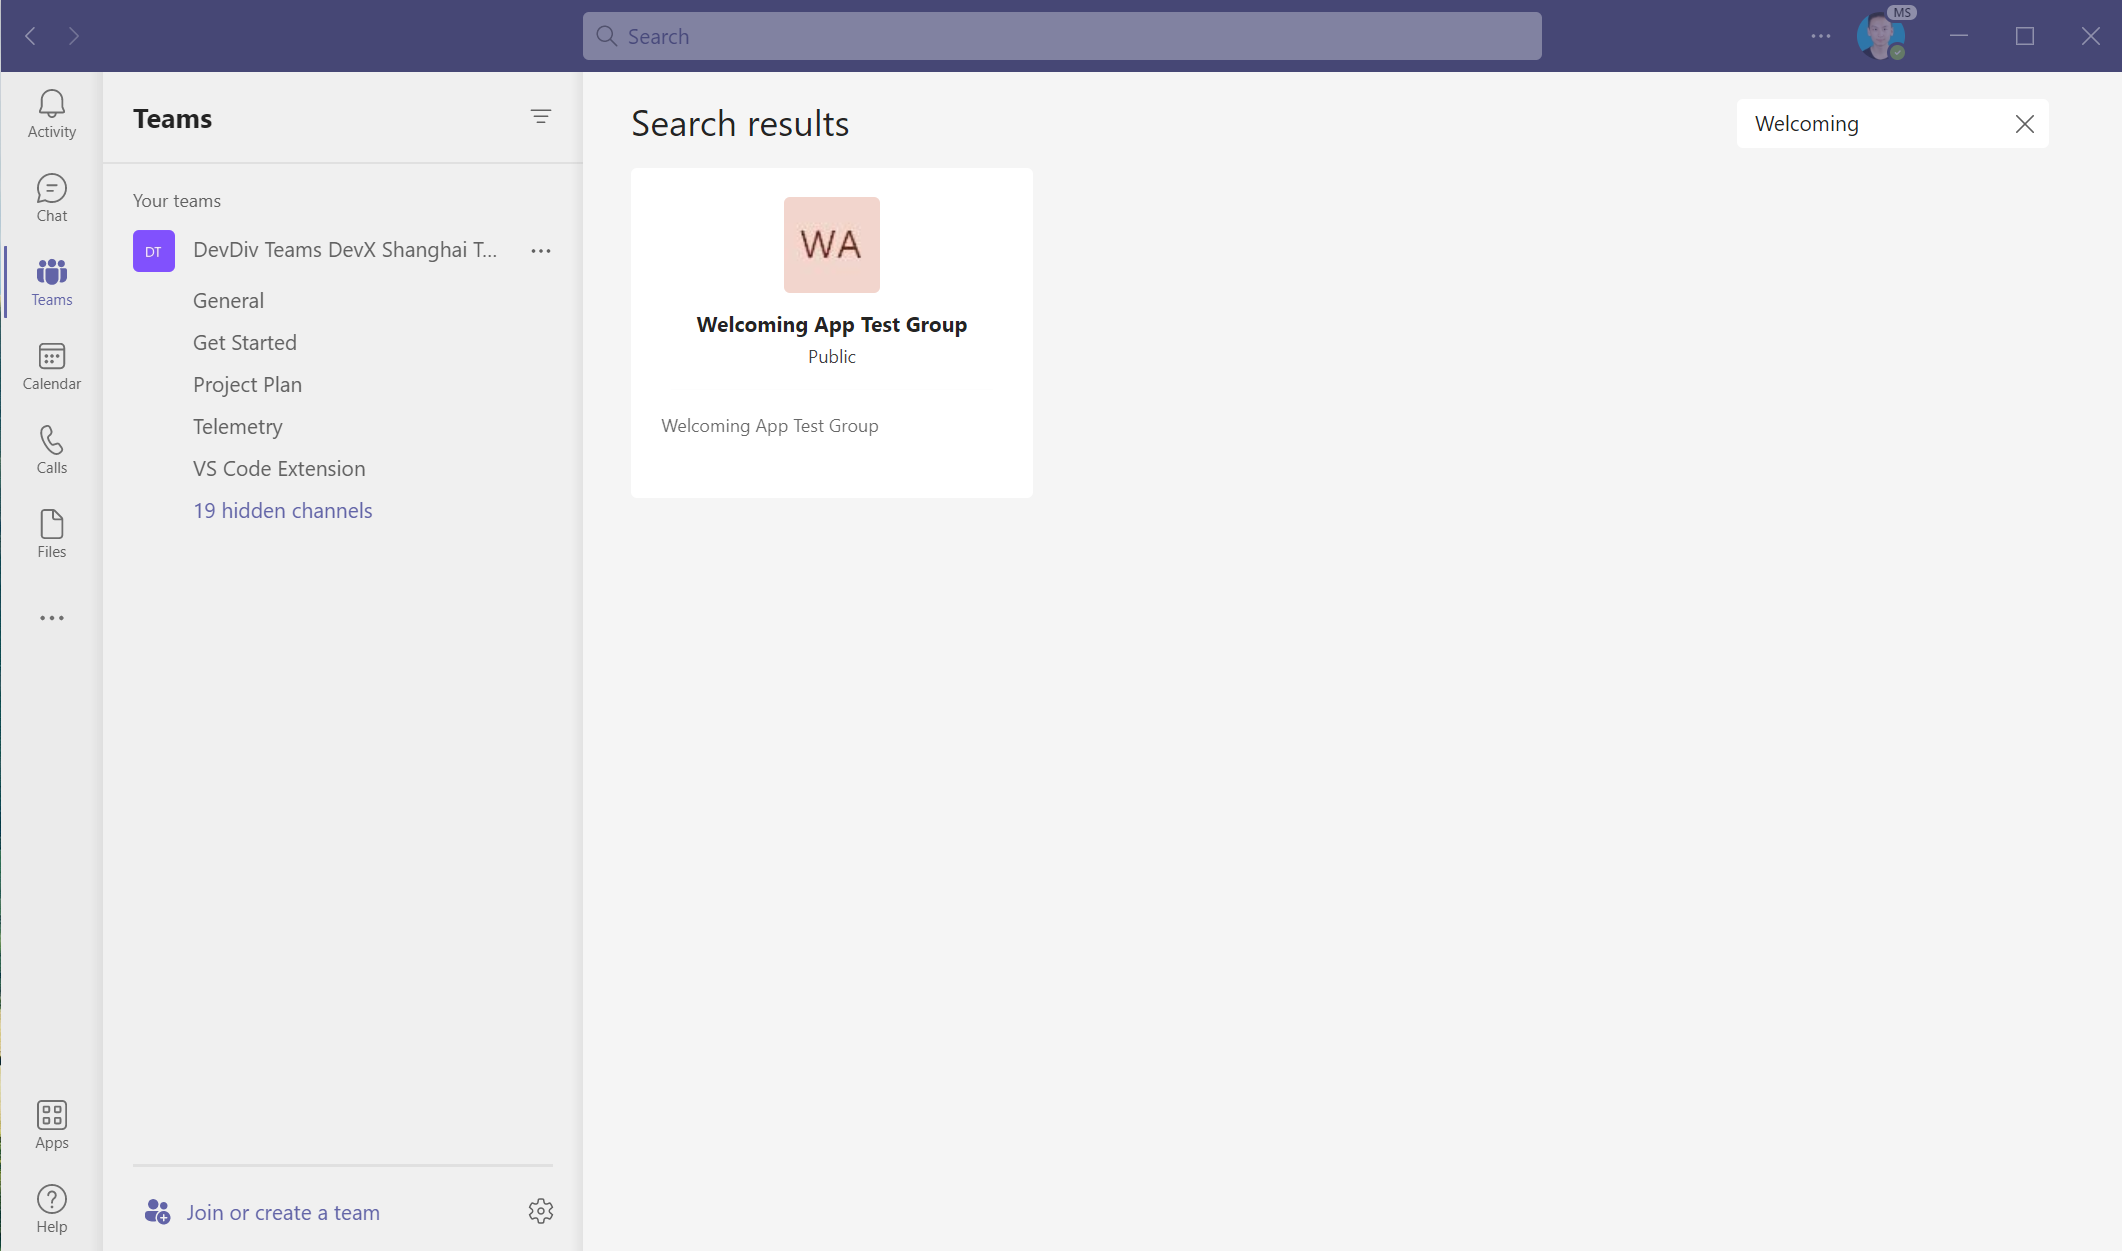 Search
MS
Activity
Chat
Teams
Calendar
Calls
Files
Apps
Help
Teams
Your teams
DT
DevDiv Teams DevX Shanghai T...
General
Get Started
Project Plan
Telemetry
VS Code Extension
19 hidden channels
Join or create a team
Search results
Welcoming
WA
Welcoming App Test Group
Public
Welcoming App Test Group